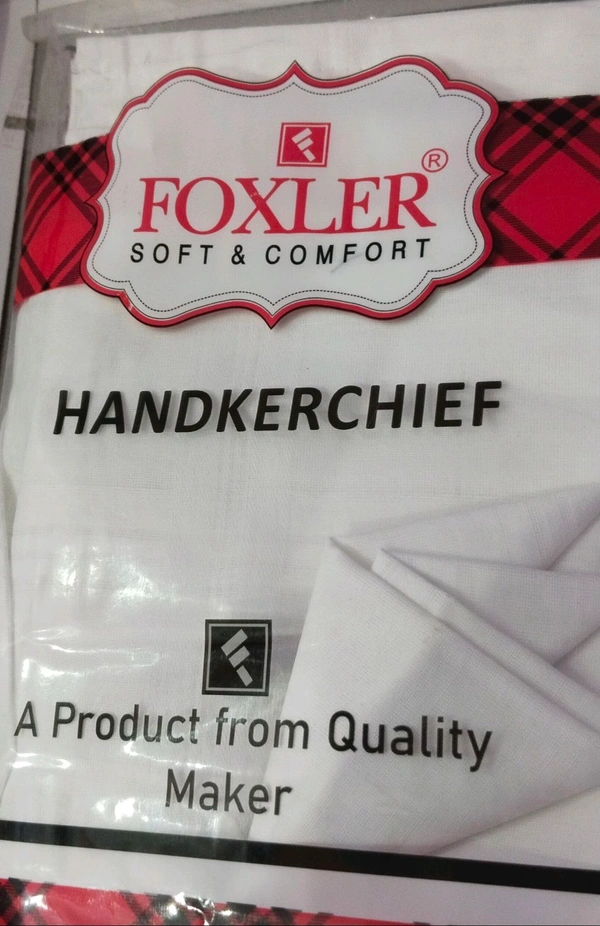 FOXLER®
SOFT & COMFORT
HANDKERCHIEF
A Product from Quality
Maker